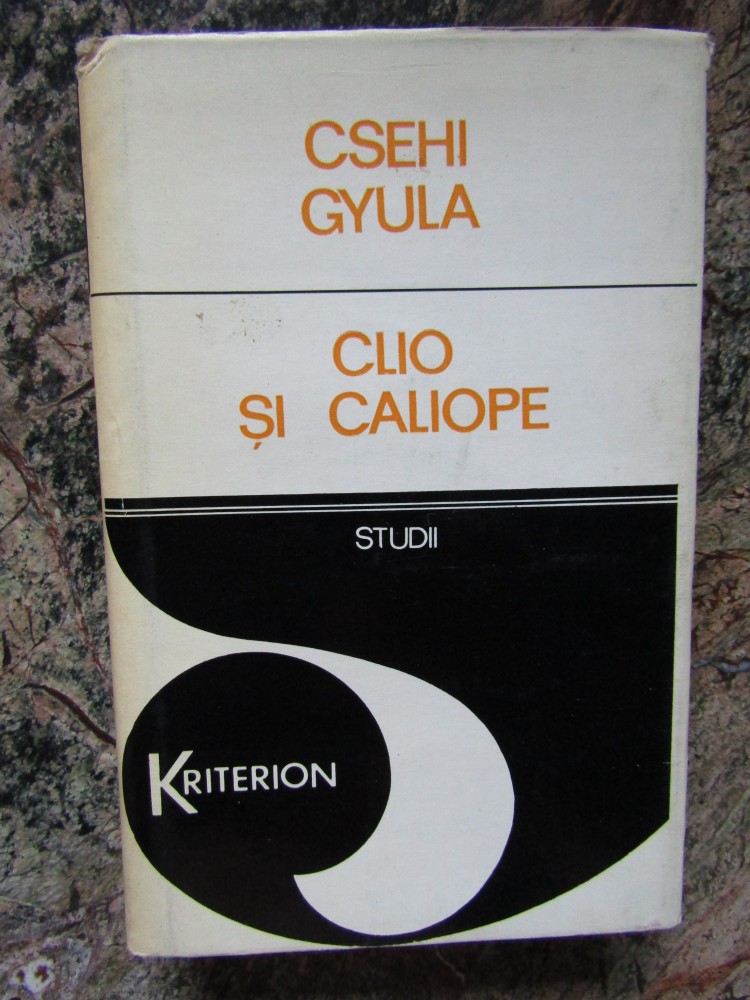 CSEHI
GYULA
CLIO
ȘI CALIOPE
STUDII
KRITERION